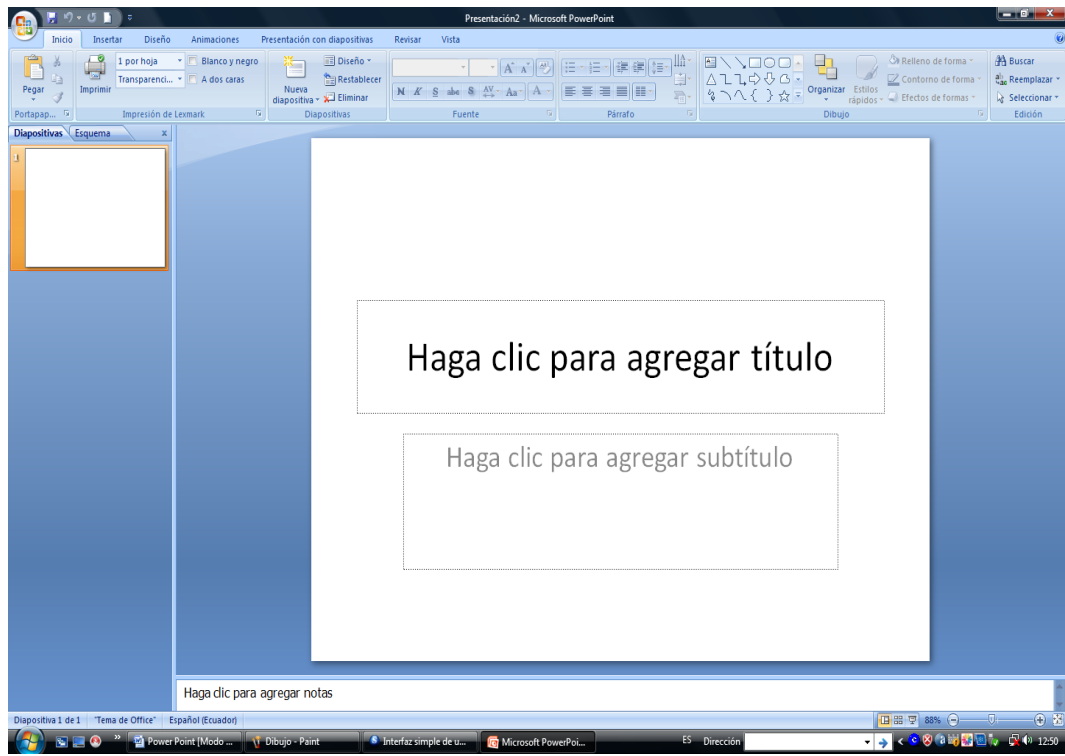 Presentación2 - Microsoft PowerPoint
Inicio Insertar Diseño Animaciones Presentación con diapositivas Revisar Vista
1 por hoja Blanco y negro Diseño Relleno de forma Buscar
Transparenci... A dos caras Restablecer Contorno de forma Reemplazar
Pegar Imprimir Nueva diapositiva Eliminar N K S abc S AV Aa A Organizar Estilos rápidos Efectos de formas Seleccionar
Portapap... Impresión de Lexmark Diapositivas Fuente Párrafo Dibujo Edición
Diapositivas Esquema x
1
Haga clic para agregar título
Haga clic para agregar subtítulo
Haga clic para agregar notas
Diapositiva 1 de 1 "Tema de Office" Español (Ecuador) 88%
Power Point [Modo ... Dibujo - Paint Interfaz simple de u... Microsoft PowerPoi... ES Dirección 12:50